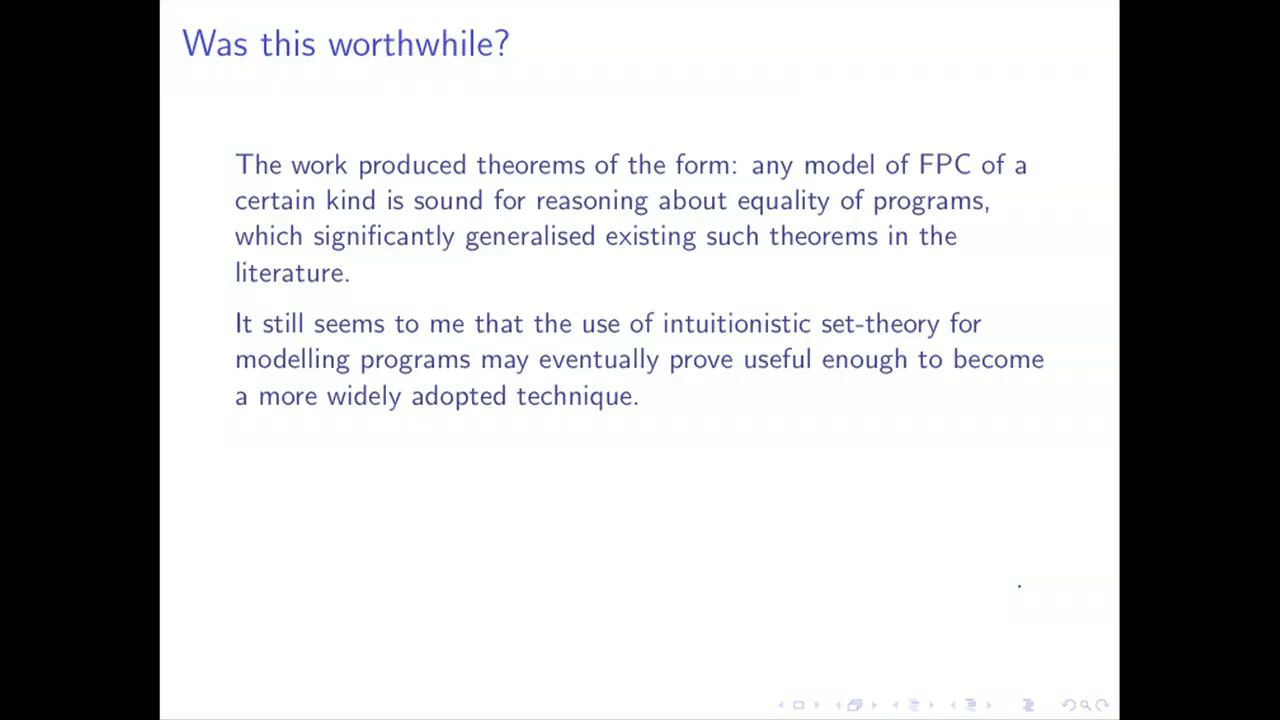 Was this worthwhile?
The work produced theorems of the form: any model of FPC of a
certain kind is sound for reasoning about equality of programs,
which significantly generalised existing such theorems in the
literature.
It still seems to me that the use of intuitionistic set-theory for
modelling programs may eventually prove useful enough to become
a more widely adopted technique.